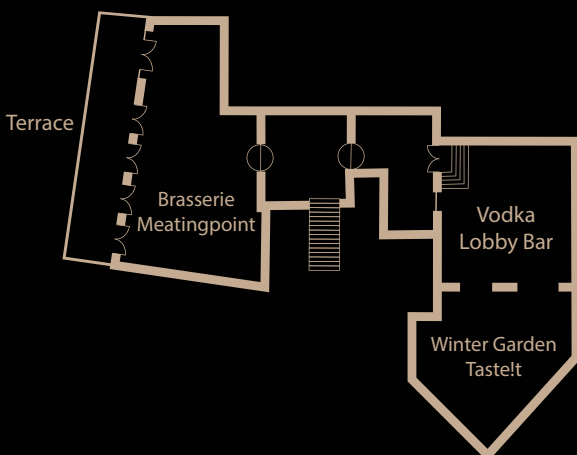 Terrace
Brasserie
Meatingpoint
Vodka
Lobby Bar
Winter Garden
Taste!t